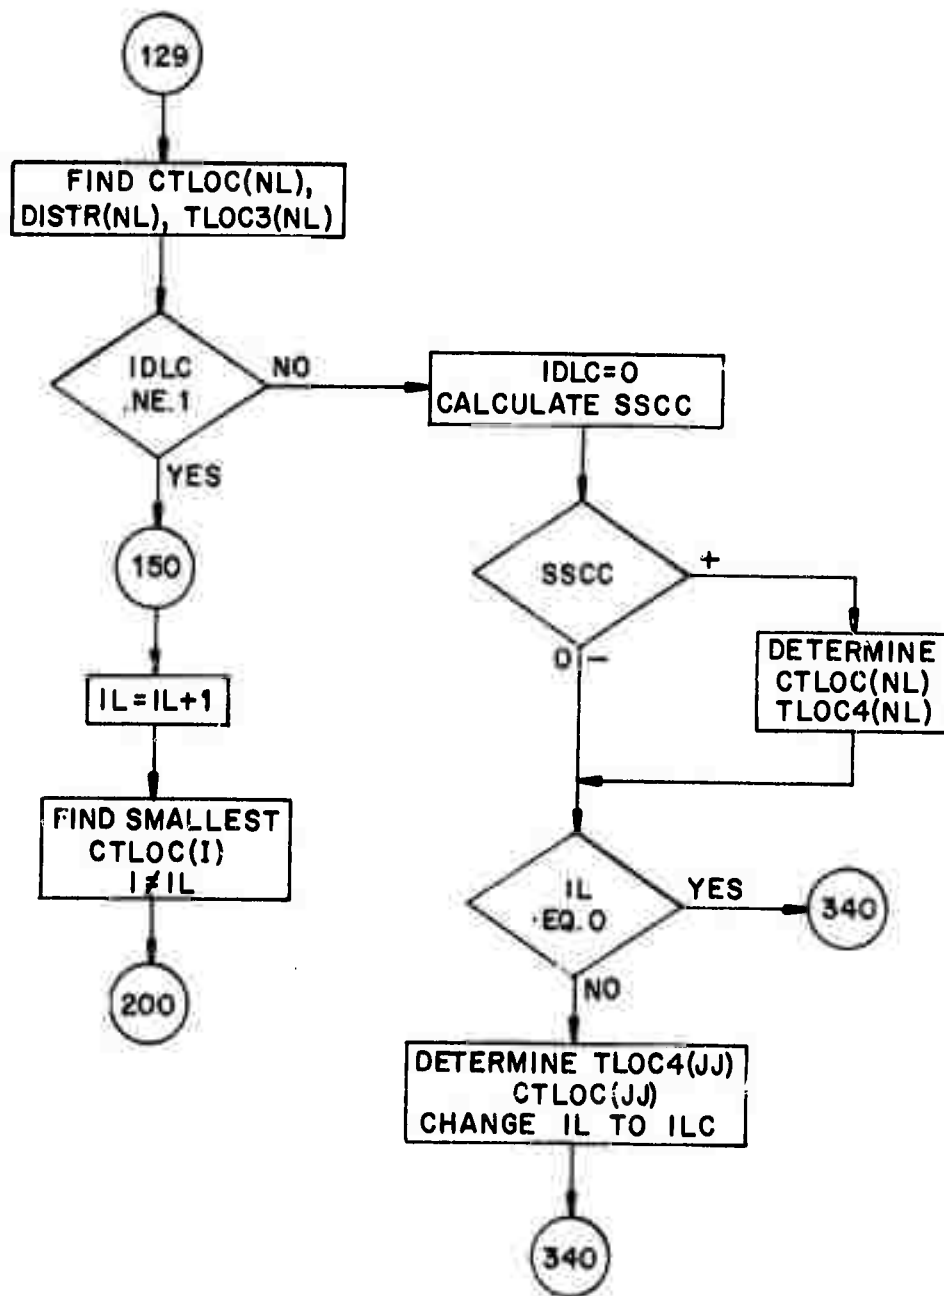 129
FIND CTLOC(NL),
DISTR(NL), TLOC3(NL)
IDLC
.NE.1
NO
YES
IDLC=0
CALCULATE SSCC
150
SSCC
+
0 -
DETERMINE
CTLOC(NL)
TLOC4(NL)
IL=IL+1
FIND SMALLEST
CTLOC(I)
I≠IL
200
IL
.EQ.0
YES
340
NO
DETERMINE TLOC4(JJ)
CTLOC(JJ)
CHANGE IL TO ILC
340